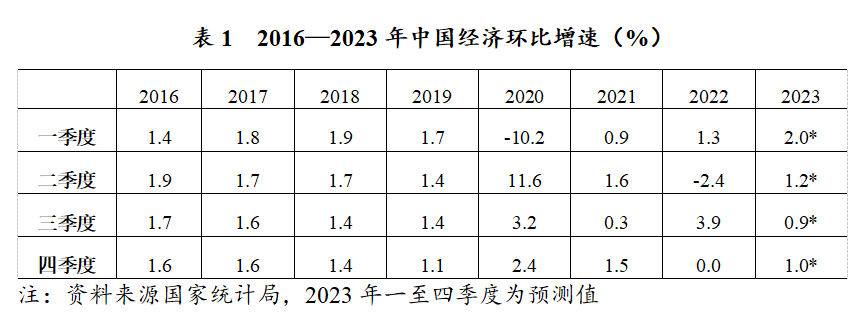 表 1 2016—2023 年中国经济环比增速（%）
2016 2017 2018 2019 2020 2021 2022 2023
一季度 1.4 1.8 1.9 1.7 -10.2 0.9 1.3 2.0*
二季度 1.9 1.7 1.7 1.4 11.6 1.6 -2.4 1.2*
三季度 1.7 1.6 1.4 1.4 3.2 0.3 3.9 0.9*
四季度 1.6 1.6 1.4 1.1 2.4 1.5 0.0 1.0*
注：资料来源国家统计局，2023 年一至四季度为预测值